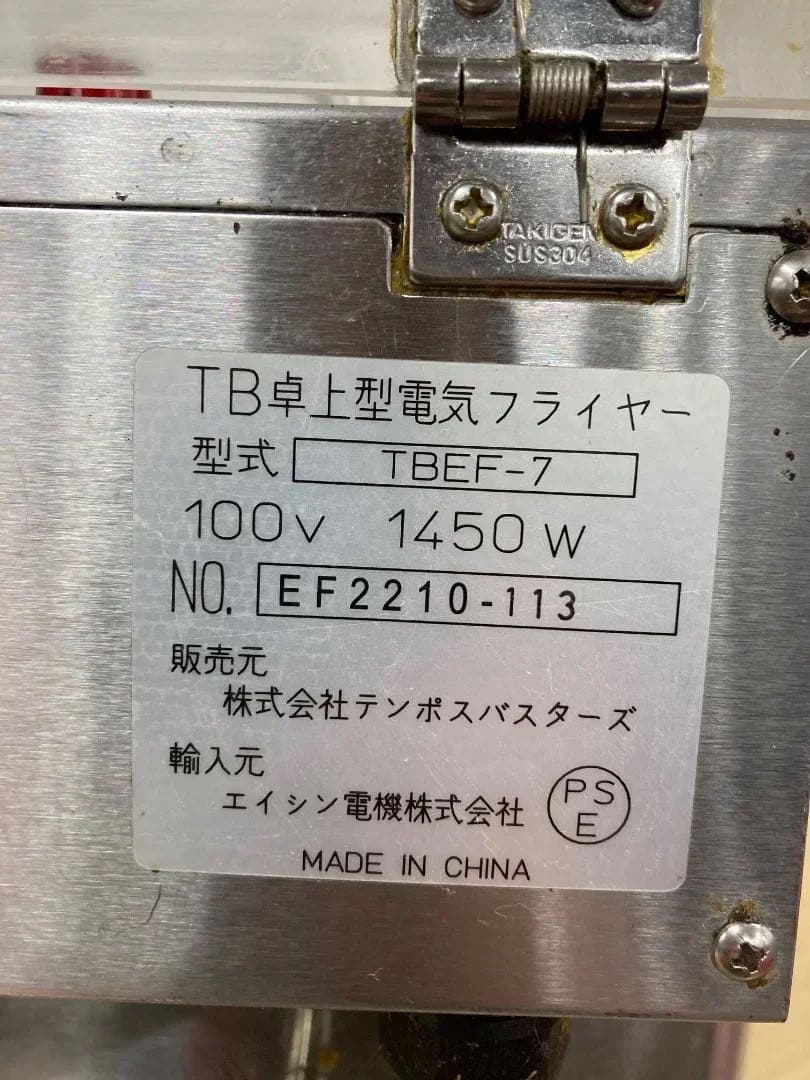 TAKIGEN
SUS304
TB卓上型電気フライヤー
型式 TBEF-7
100V 1450W
NO. EF2210-113
販売元
株式会社テンポスバスターズ
輸入元
エイシン電機株式会社
PS
E
MADE IN CHINA